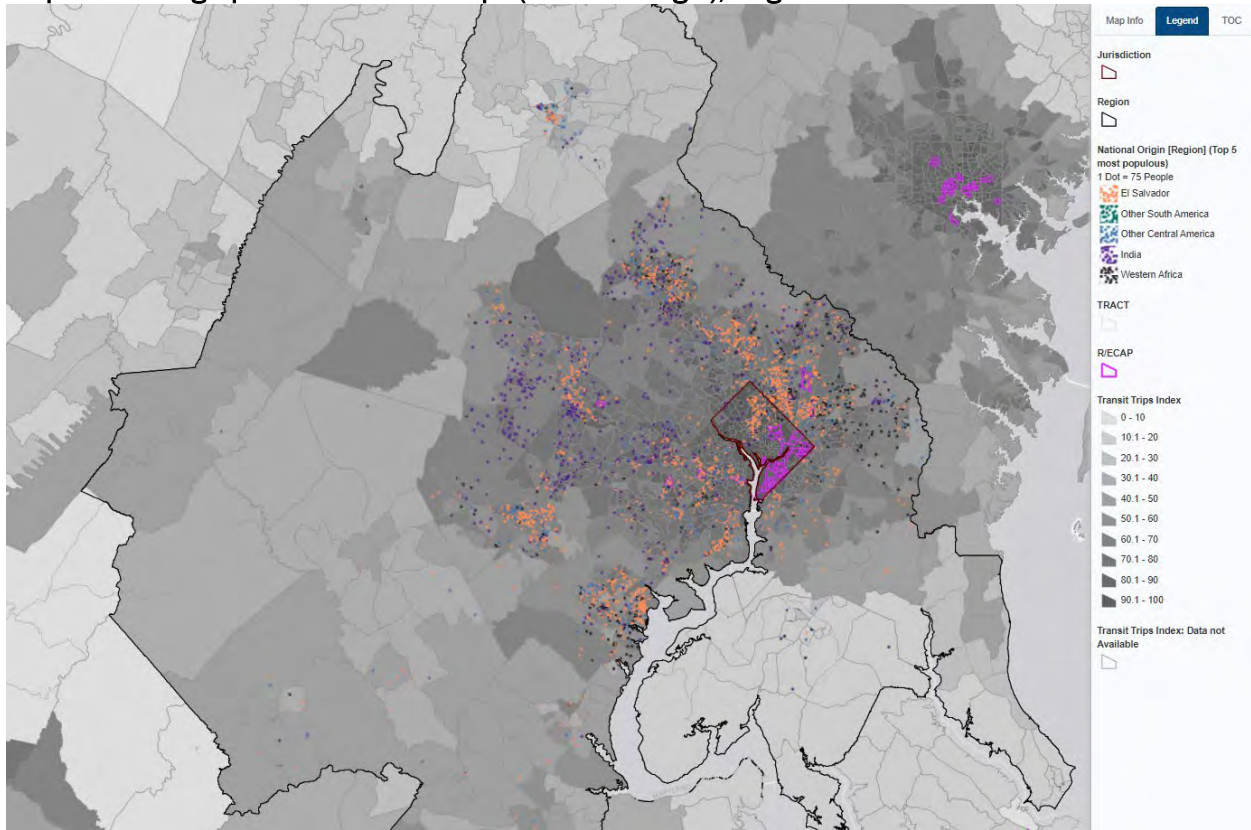 Map Info Legend TOC
Jurisdiction
Region
National Origin [Region] (Top 5
most populous)
1 Dot = 75 People
El Salvador
Other South America
Other Central America
India
Western Africa
TRACT
R/ECAP
Transit Trips Index
0 - 10
10.1 - 20
20.1 - 30
30.1 - 40
40.1 - 50
50.1 - 60
60.1 - 70
70.1 - 80
80.1 - 90
90.1 - 100
Transit Trips Index: Data not
Available